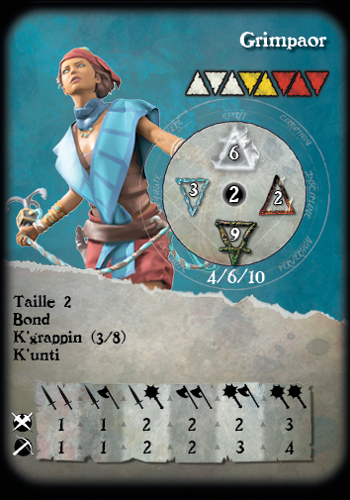 Grimpaor
6
3 2 2
9
4/6/10
Taille 2
Bond
K'grappin (3/8)
K'unti
1 1 2 2 2 3
1 1 2 2 3 4